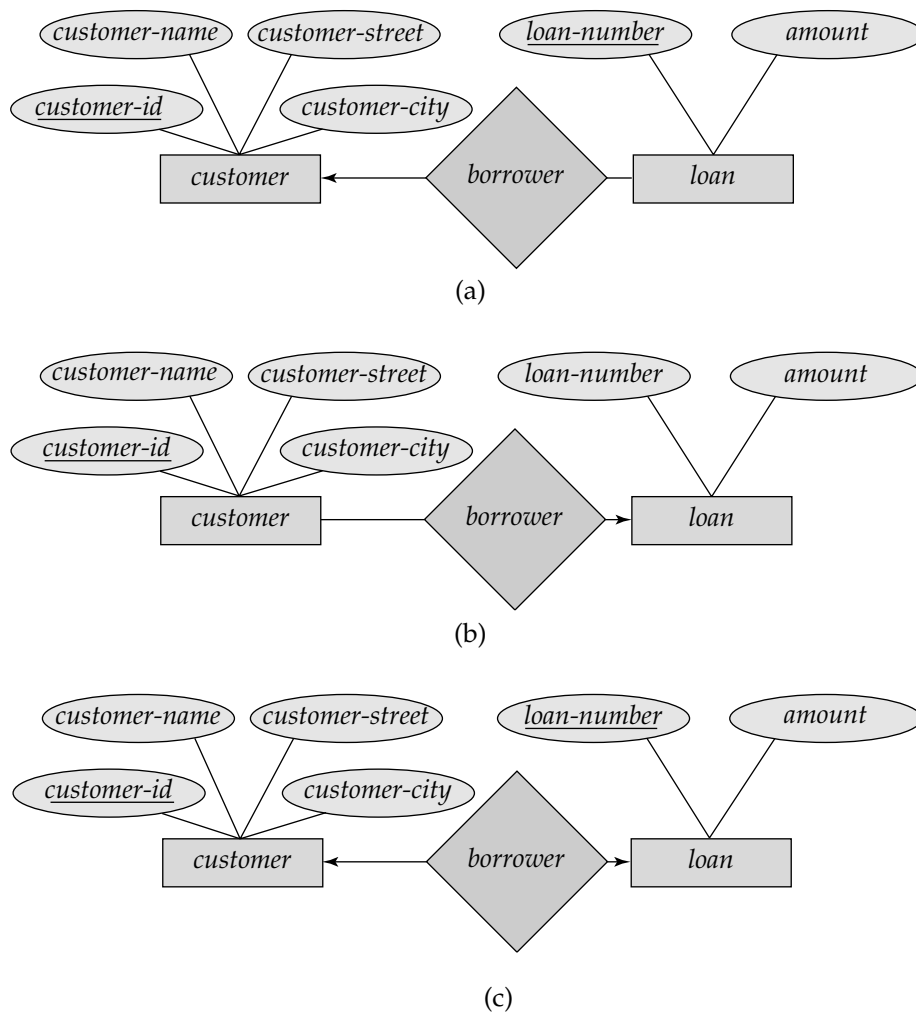 customer-name customer-street loan-number amount
customer-id customer-city
customer borrower loan
(a)
customer-name customer-street loan-number amount
customer-id customer-city
customer borrower loan
(b)
customer-name customer-street loan-number amount
customer-id customer-city
customer borrower loan
(c)